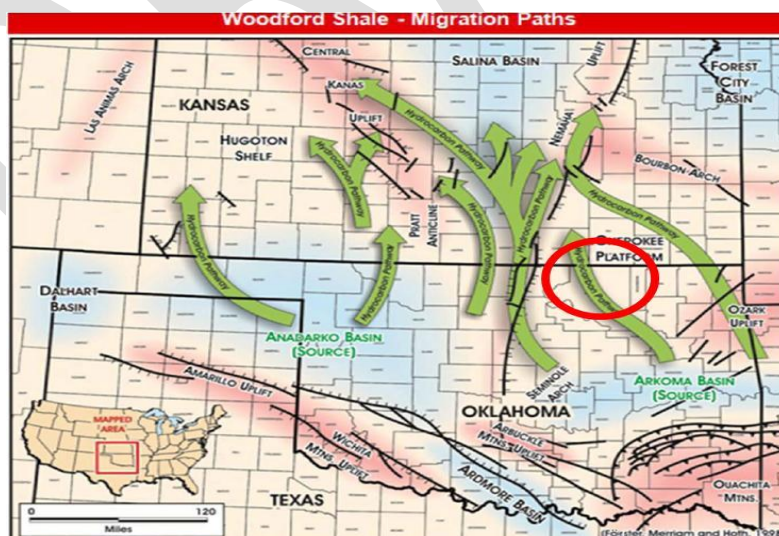 Woodford Shale - Migration Paths
CENTRAL
KANAS
UPLIFT
SALINA BASIN
UPLIFT
NEMAHA
FOREST
CITY
BASIN
LAS ANIMAS ARCH
KANSAS
HUGOTON
SHELF
Hydrocarbon Pathway
Hydrocarbon Pathway
Hydrocarbon Pathway
Hydrocarbon Pathway
Hydrocarbon Pathway
Hydrocarbon Pathway
Hydrocarbon Pathway
Hydrocarbon Pathway
PRATT
ANTICLINE
BOURBON ARCH
PLATFORM
DALHART
BASIN
ANADARKO BASIN
(SOURCE)
OZARK
UPLIFT
AMARILLO UPLIFT
SEMINOLE
ARCH
ARKOMA BASIN
(SOURCE)
OKLAHOMA
MAPPED
AREA
WICHITA
MTNS. UPLIFT
ARBUCKLE
MTNS. UPLIFT
ARDMORE BASIN
OUACHITA
MTNS.
TEXAS
0 120
Miles
(Förster, Merriam and Hoth, 199